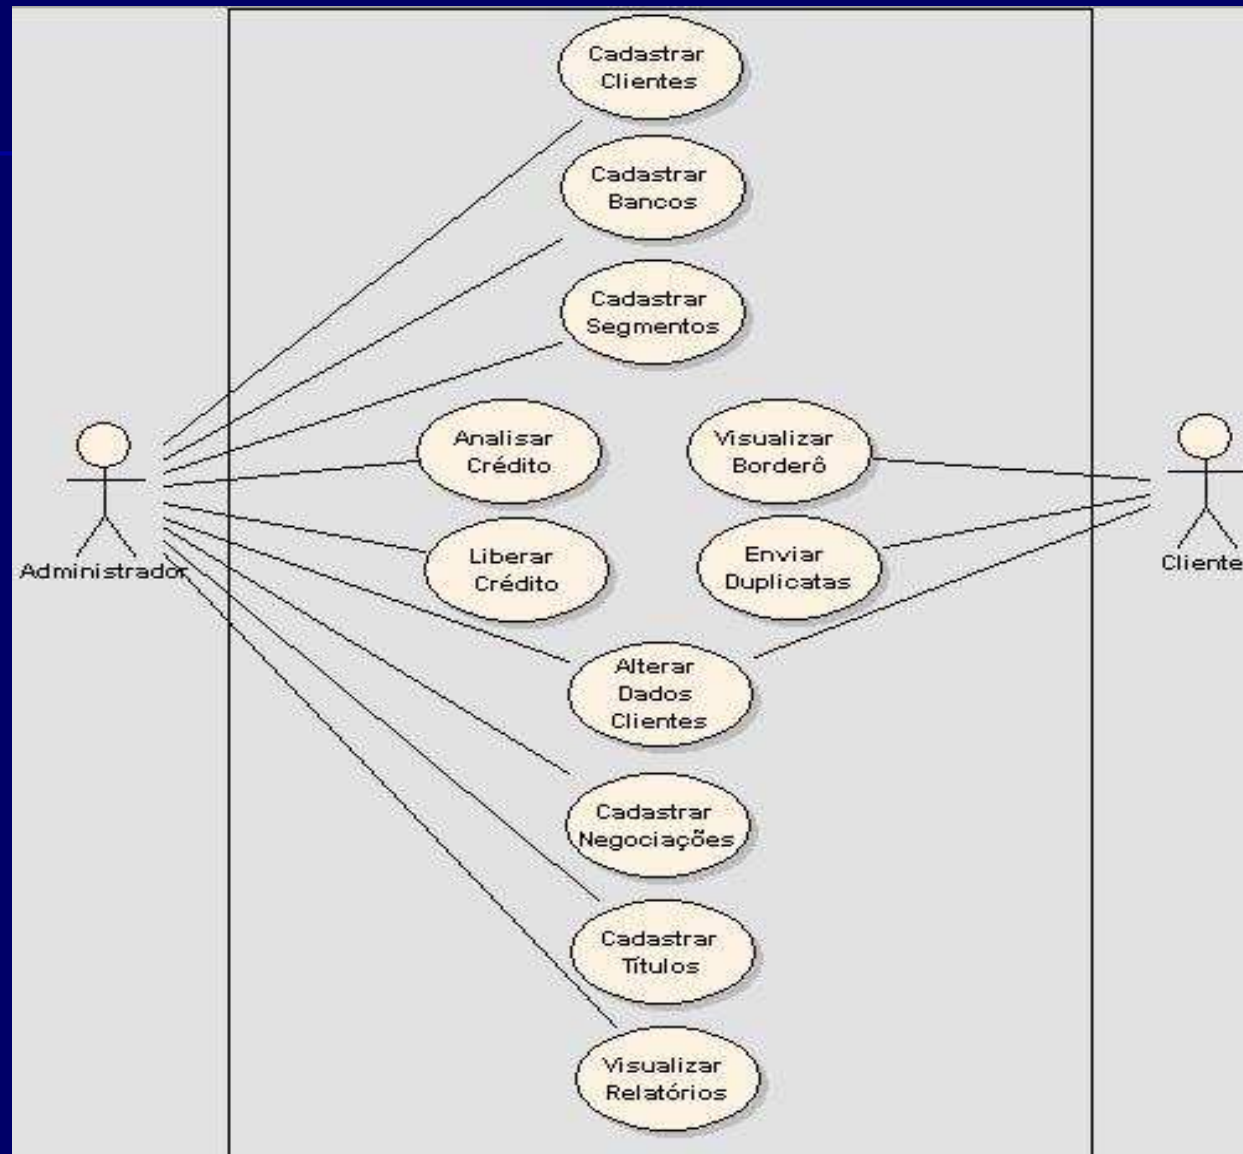 Cadastrar
Clientes
Cadastrar
Bancos
Cadastrar
Segmentos
Analisar
Crédito
Visualizar
Borderô
Liberar
Crédito
Enviar
Duplicatas
Administrador
Cliente
Alterar
Dados
Clientes
Cadastrar
Negociações
Cadastrar
Títulos
Visualizar
Relatórios